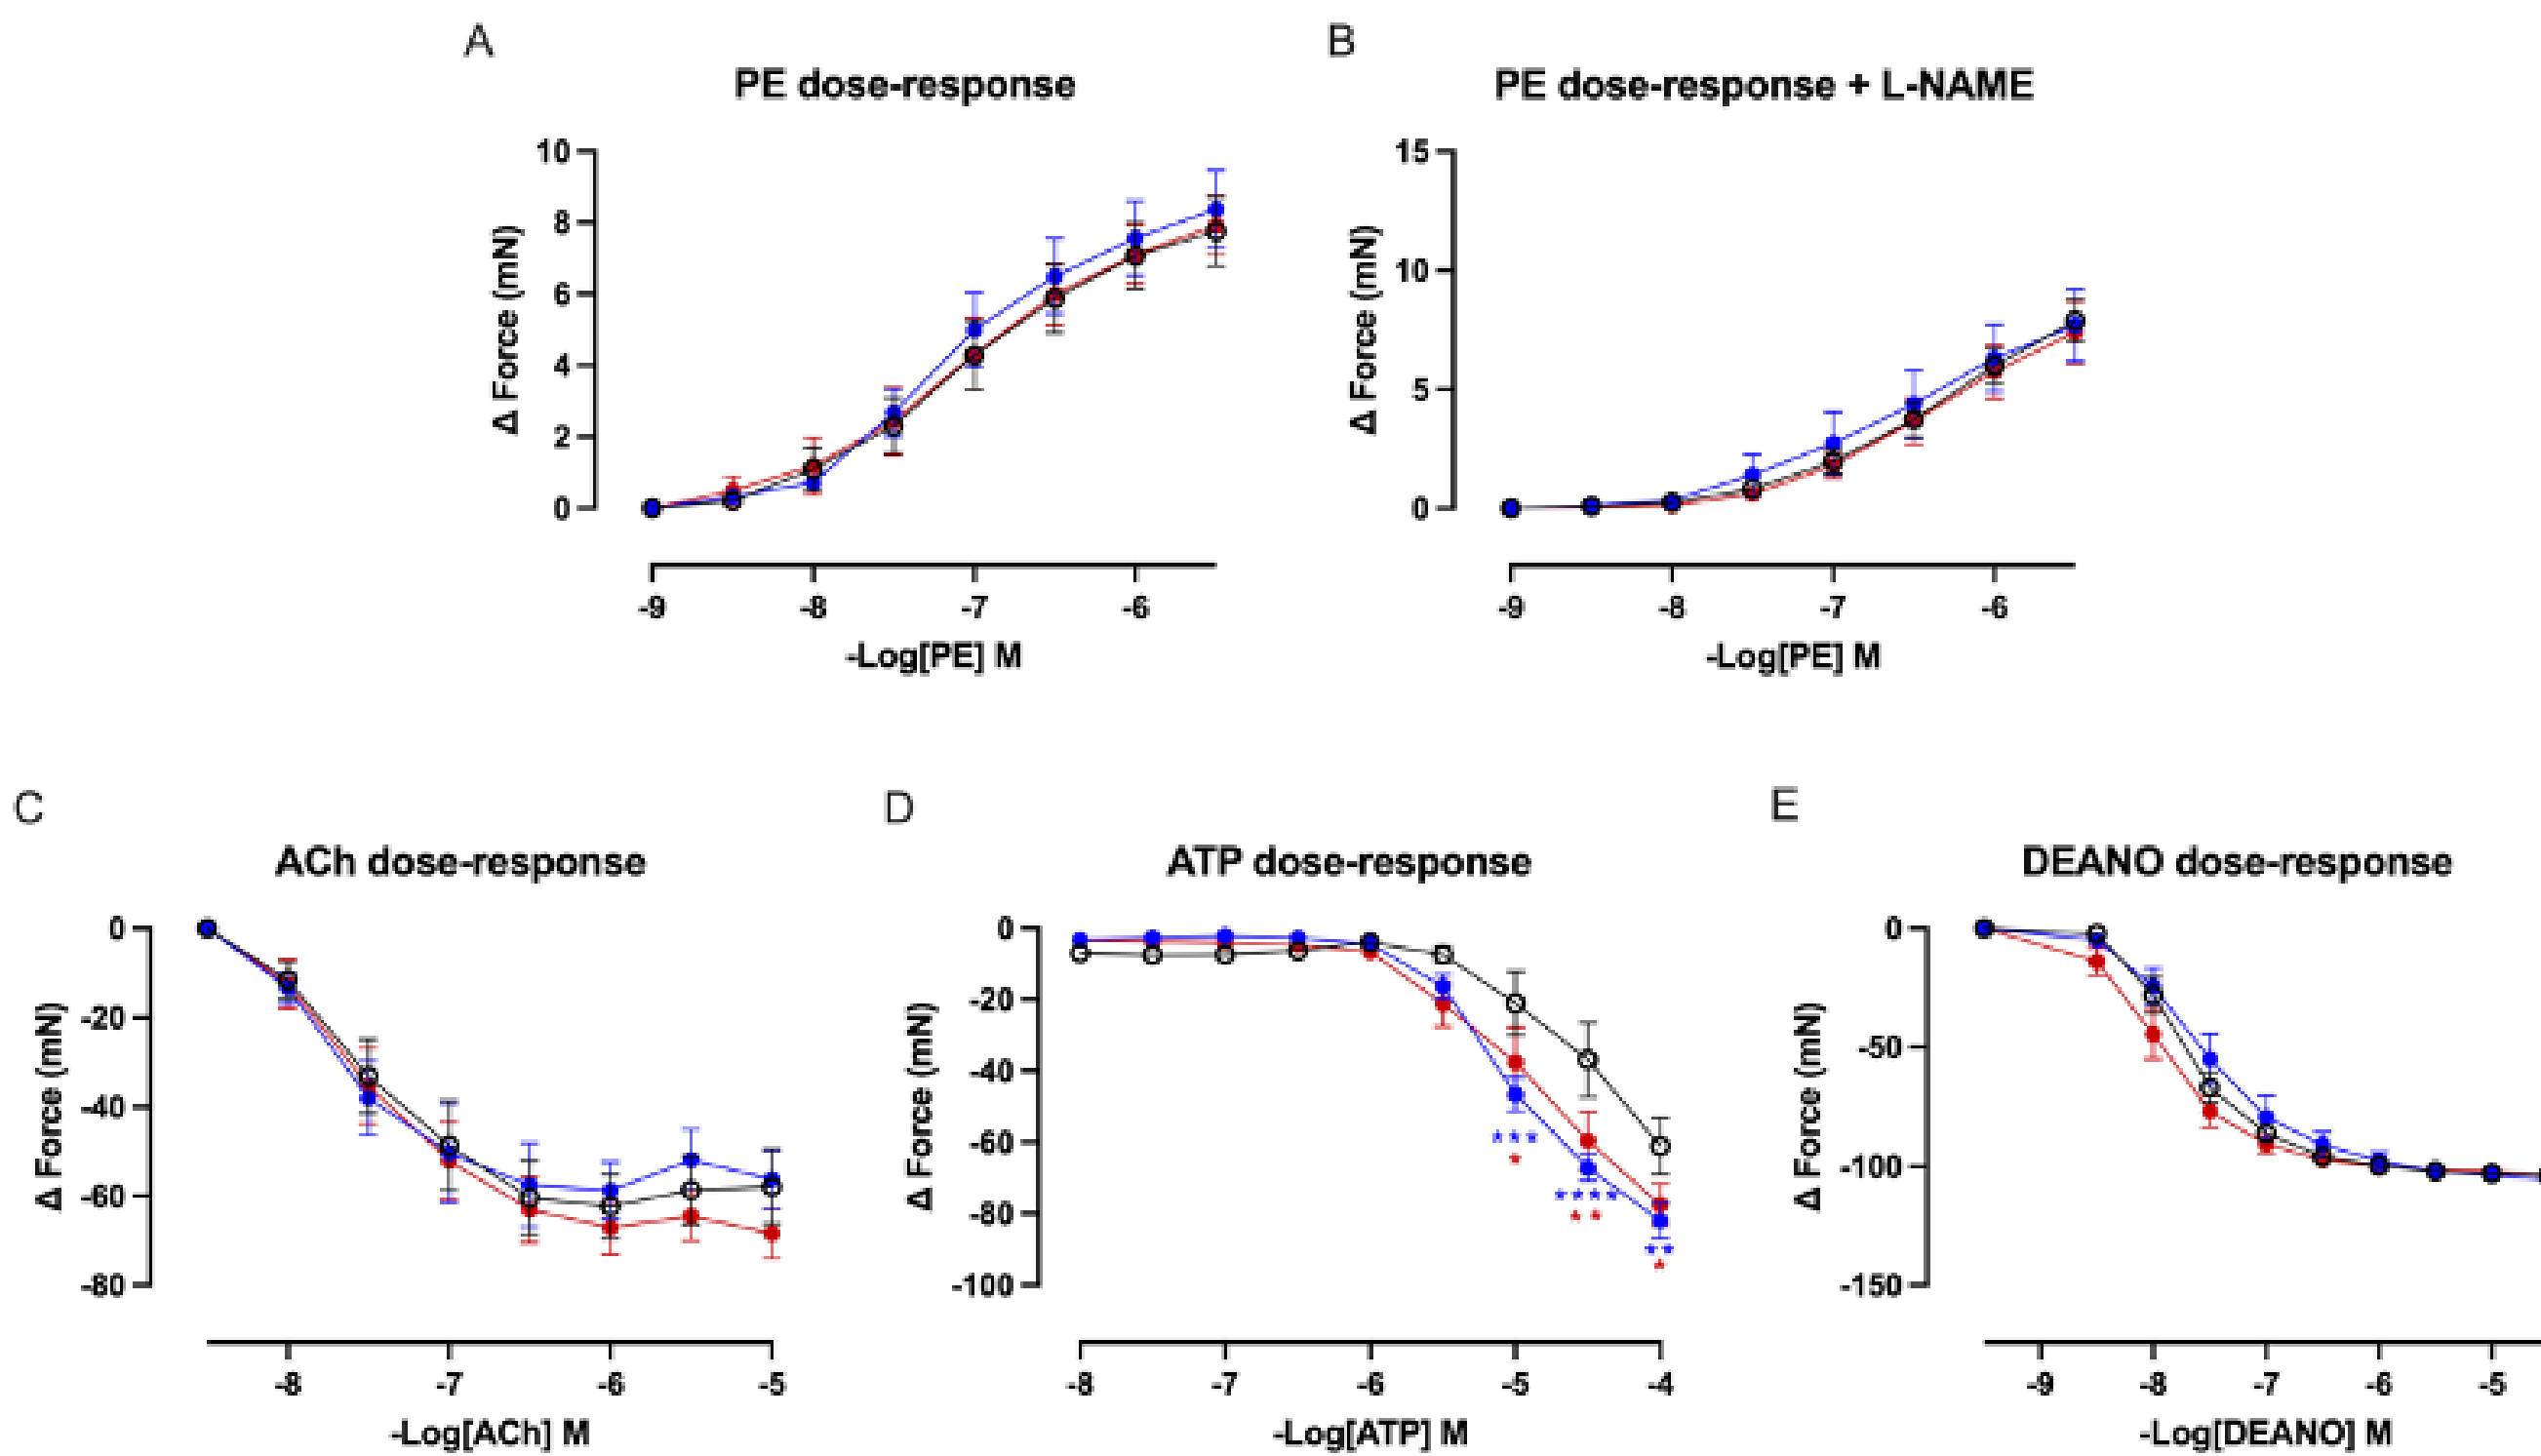 A
PE dose-response
10
8
6
4
2
0
Δ Force (mN)
-9 -8 -7 -6
-Log[PE] M
B
PE dose-response + L-NAME
15
10
5
0
Δ Force (mN)
-9 -8 -7 -6
-Log[PE] M
C
ACh dose-response
0
-20
-40
-60
-80
Δ Force (mN)
-8 -7 -6 -5
-Log[ACh] M
D
ATP dose-response
0
-20
-40
-60
-80
-100
Δ Force (mN)
***
*
****
**
**
*
-8 -7 -6 -5 -4
-Log[ATP] M
E
DEANO dose-response
0
-50
-100
-150
Δ Force (mN)
-9 -8 -7 -6 -5
-Log[DEANO] M